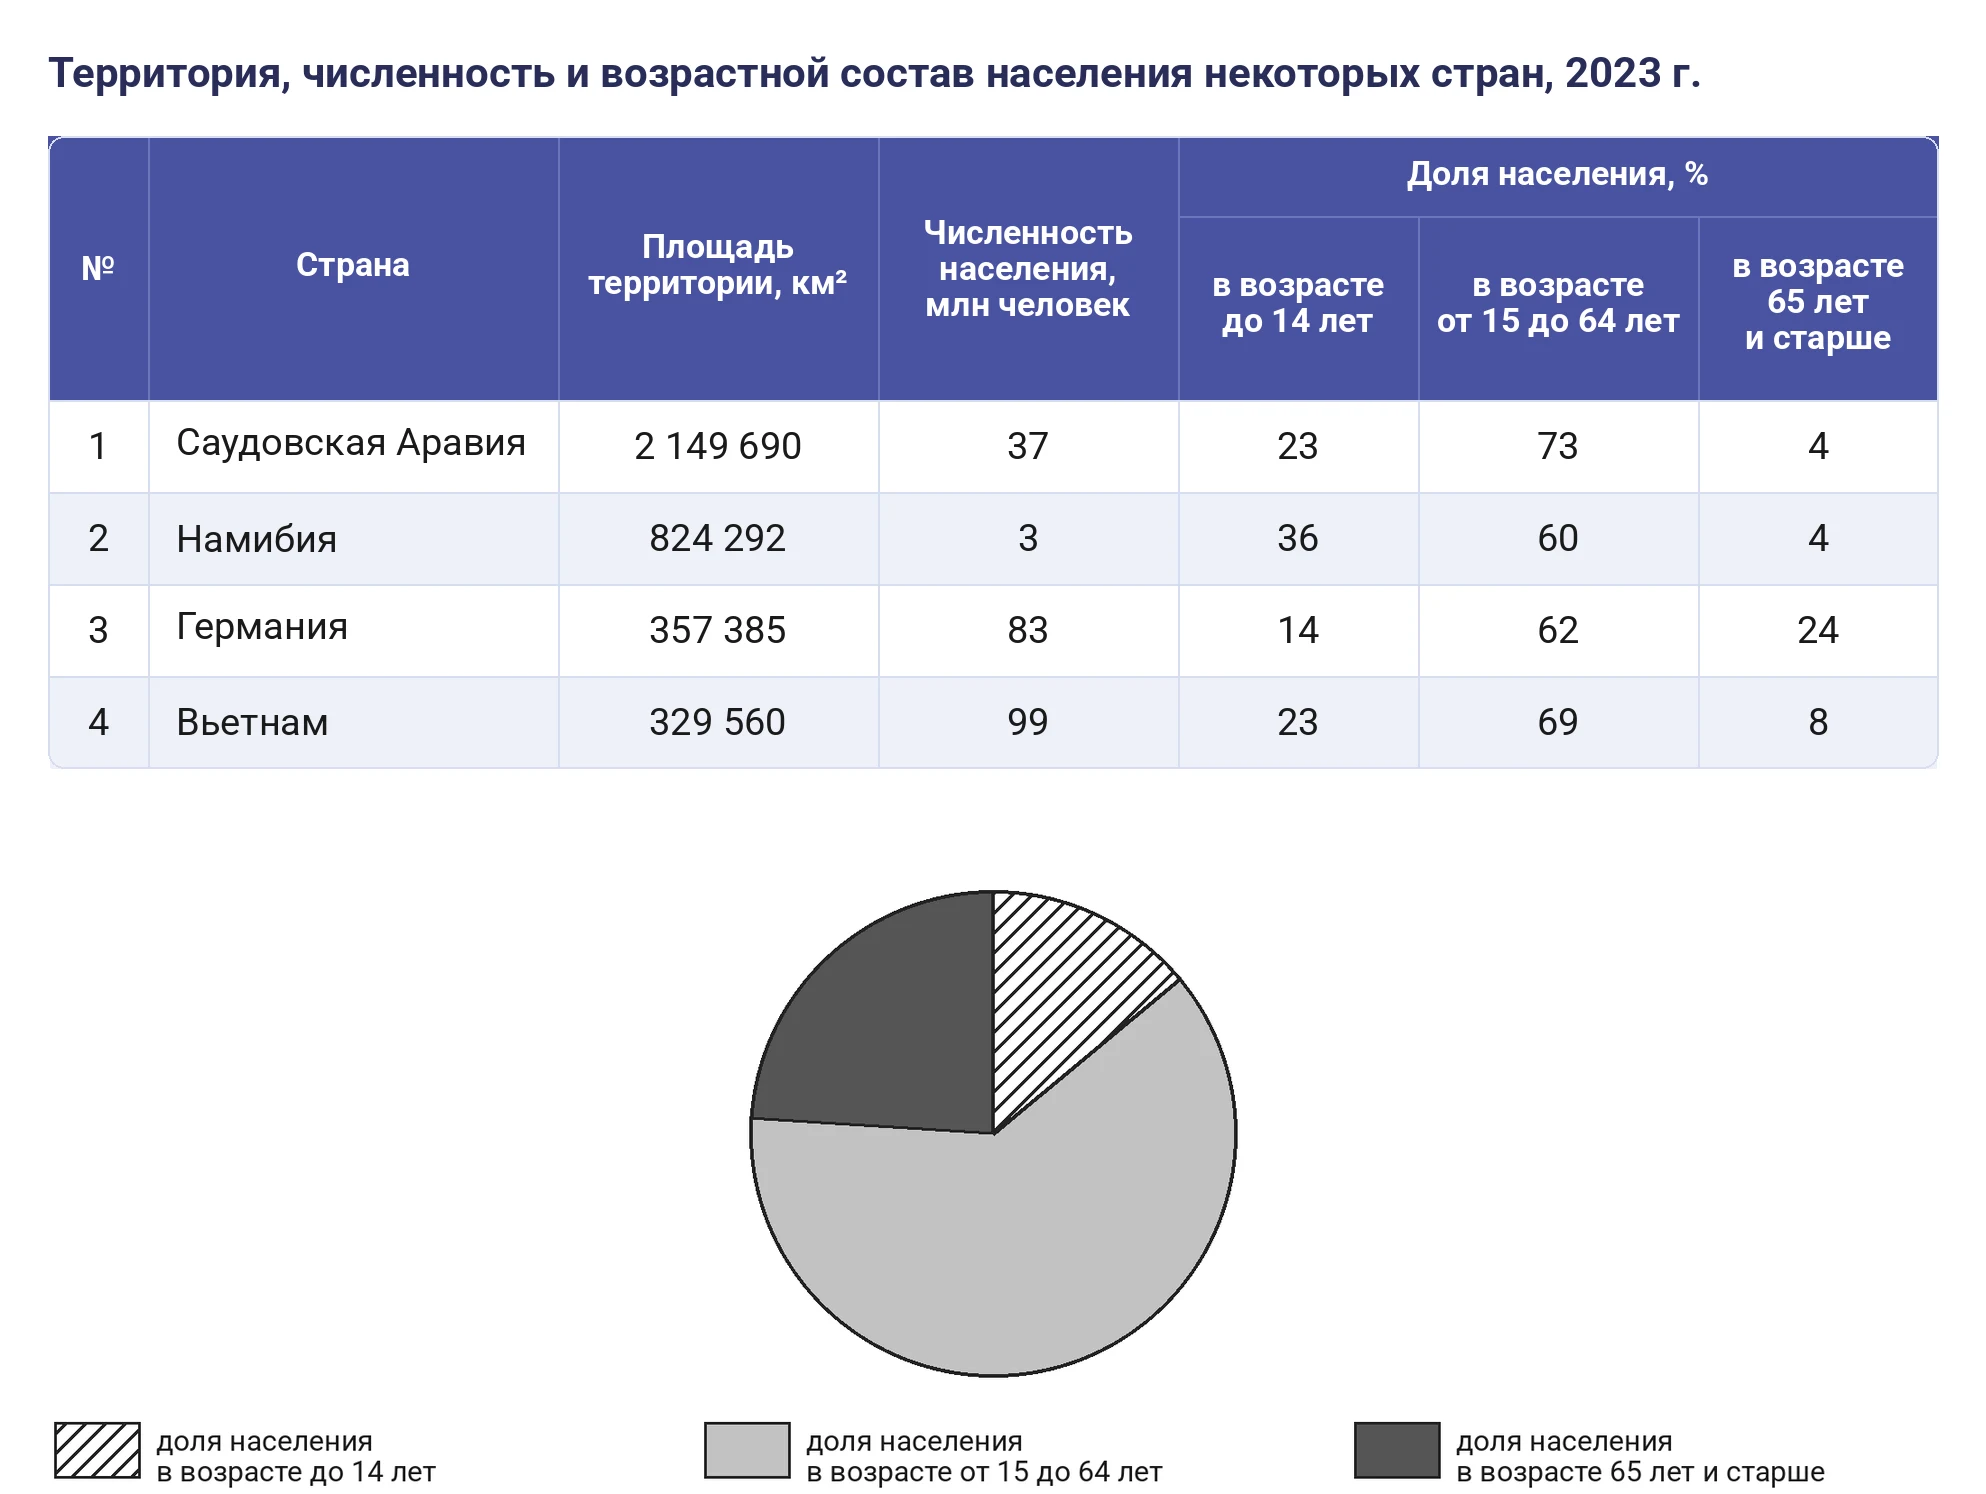 Территория, численность и возрастной состав населения некоторых стран, 2023 г.
№
Страна
Площадь
территории, км²
Численность
населения,
млн человек
Доля населения, %
в возрасте
до 14 лет
в возрасте
от 15 до 64 лет
в возрасте
65 лет
и старше
1 Саудовская Аравия 2 149 690 37 23 73 4
2 Намибия 824 292 3 36 60 4
3 Германия 357 385 83 14 62 24
4 Вьетнам 329 560 99 23 69 8
доля населения
в возрасте до 14 лет
доля населения
в возрасте от 15 до 64 лет
доля населения
в возрасте 65 лет и старше